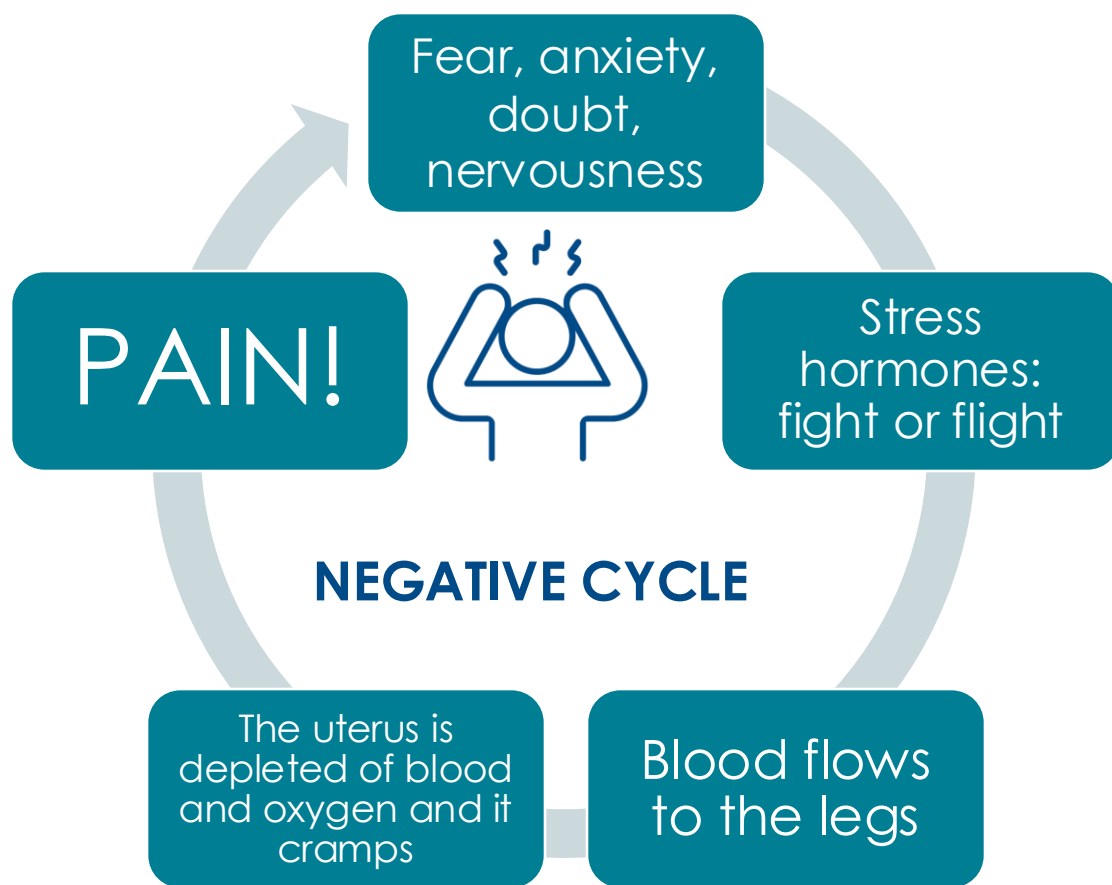 Fear, anxiety,
doubt,
nervousness
Stress
hormones:
fight or flight
Blood flows
to the legs
The uterus is
depleted of blood
and oxygen and it
cramps
PAIN!
NEGATIVE CYCLE